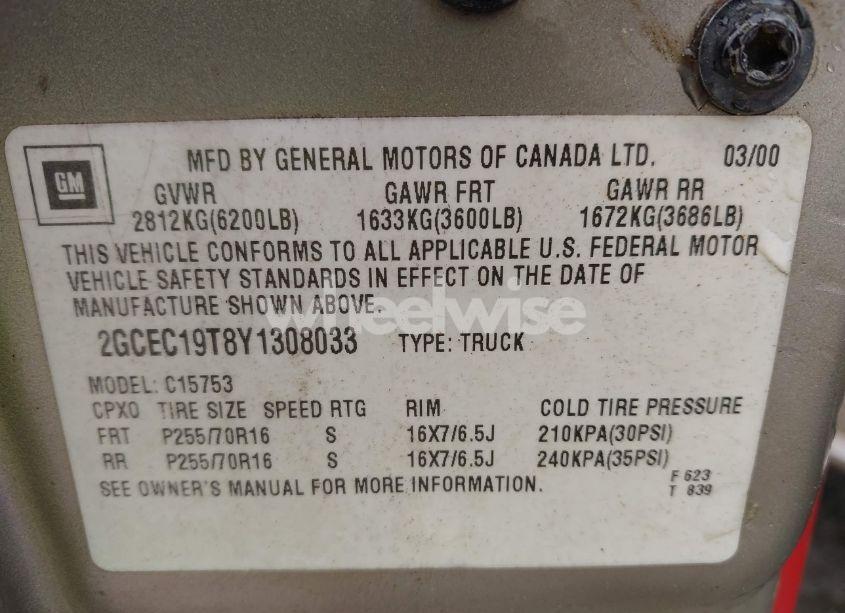 GM
MFD BY GENERAL MOTORS OF CANADA LTD. 03/00
GVWR GAWR FRT GAWR RR
2812KG(6200LB) 1633KG(3600LB) 1672KG(3686LB)
THIS VEHICLE CONFORMS TO ALL APPLICABLE U.S. FEDERAL MOTOR
VEHICLE SAFETY STANDARDS IN EFFECT ON THE DATE OF
MANUFACTURE SHOWN ABOVE.
wheelwise
2GCEC19T8Y1308033 TYPE: TRUCK
MODEL: C15753
CPXO TIRE SIZE SPEED RTG RIM COLD TIRE PRESSURE
FRT P255/70R16 S 16X7/6.5J 210KPA(30PSI)
RR P255/70R16 S 16X7/6.5J 240KPA(35PSI)
SEE OWNER'S MANUAL FOR MORE INFORMATION.
F 623
T 839